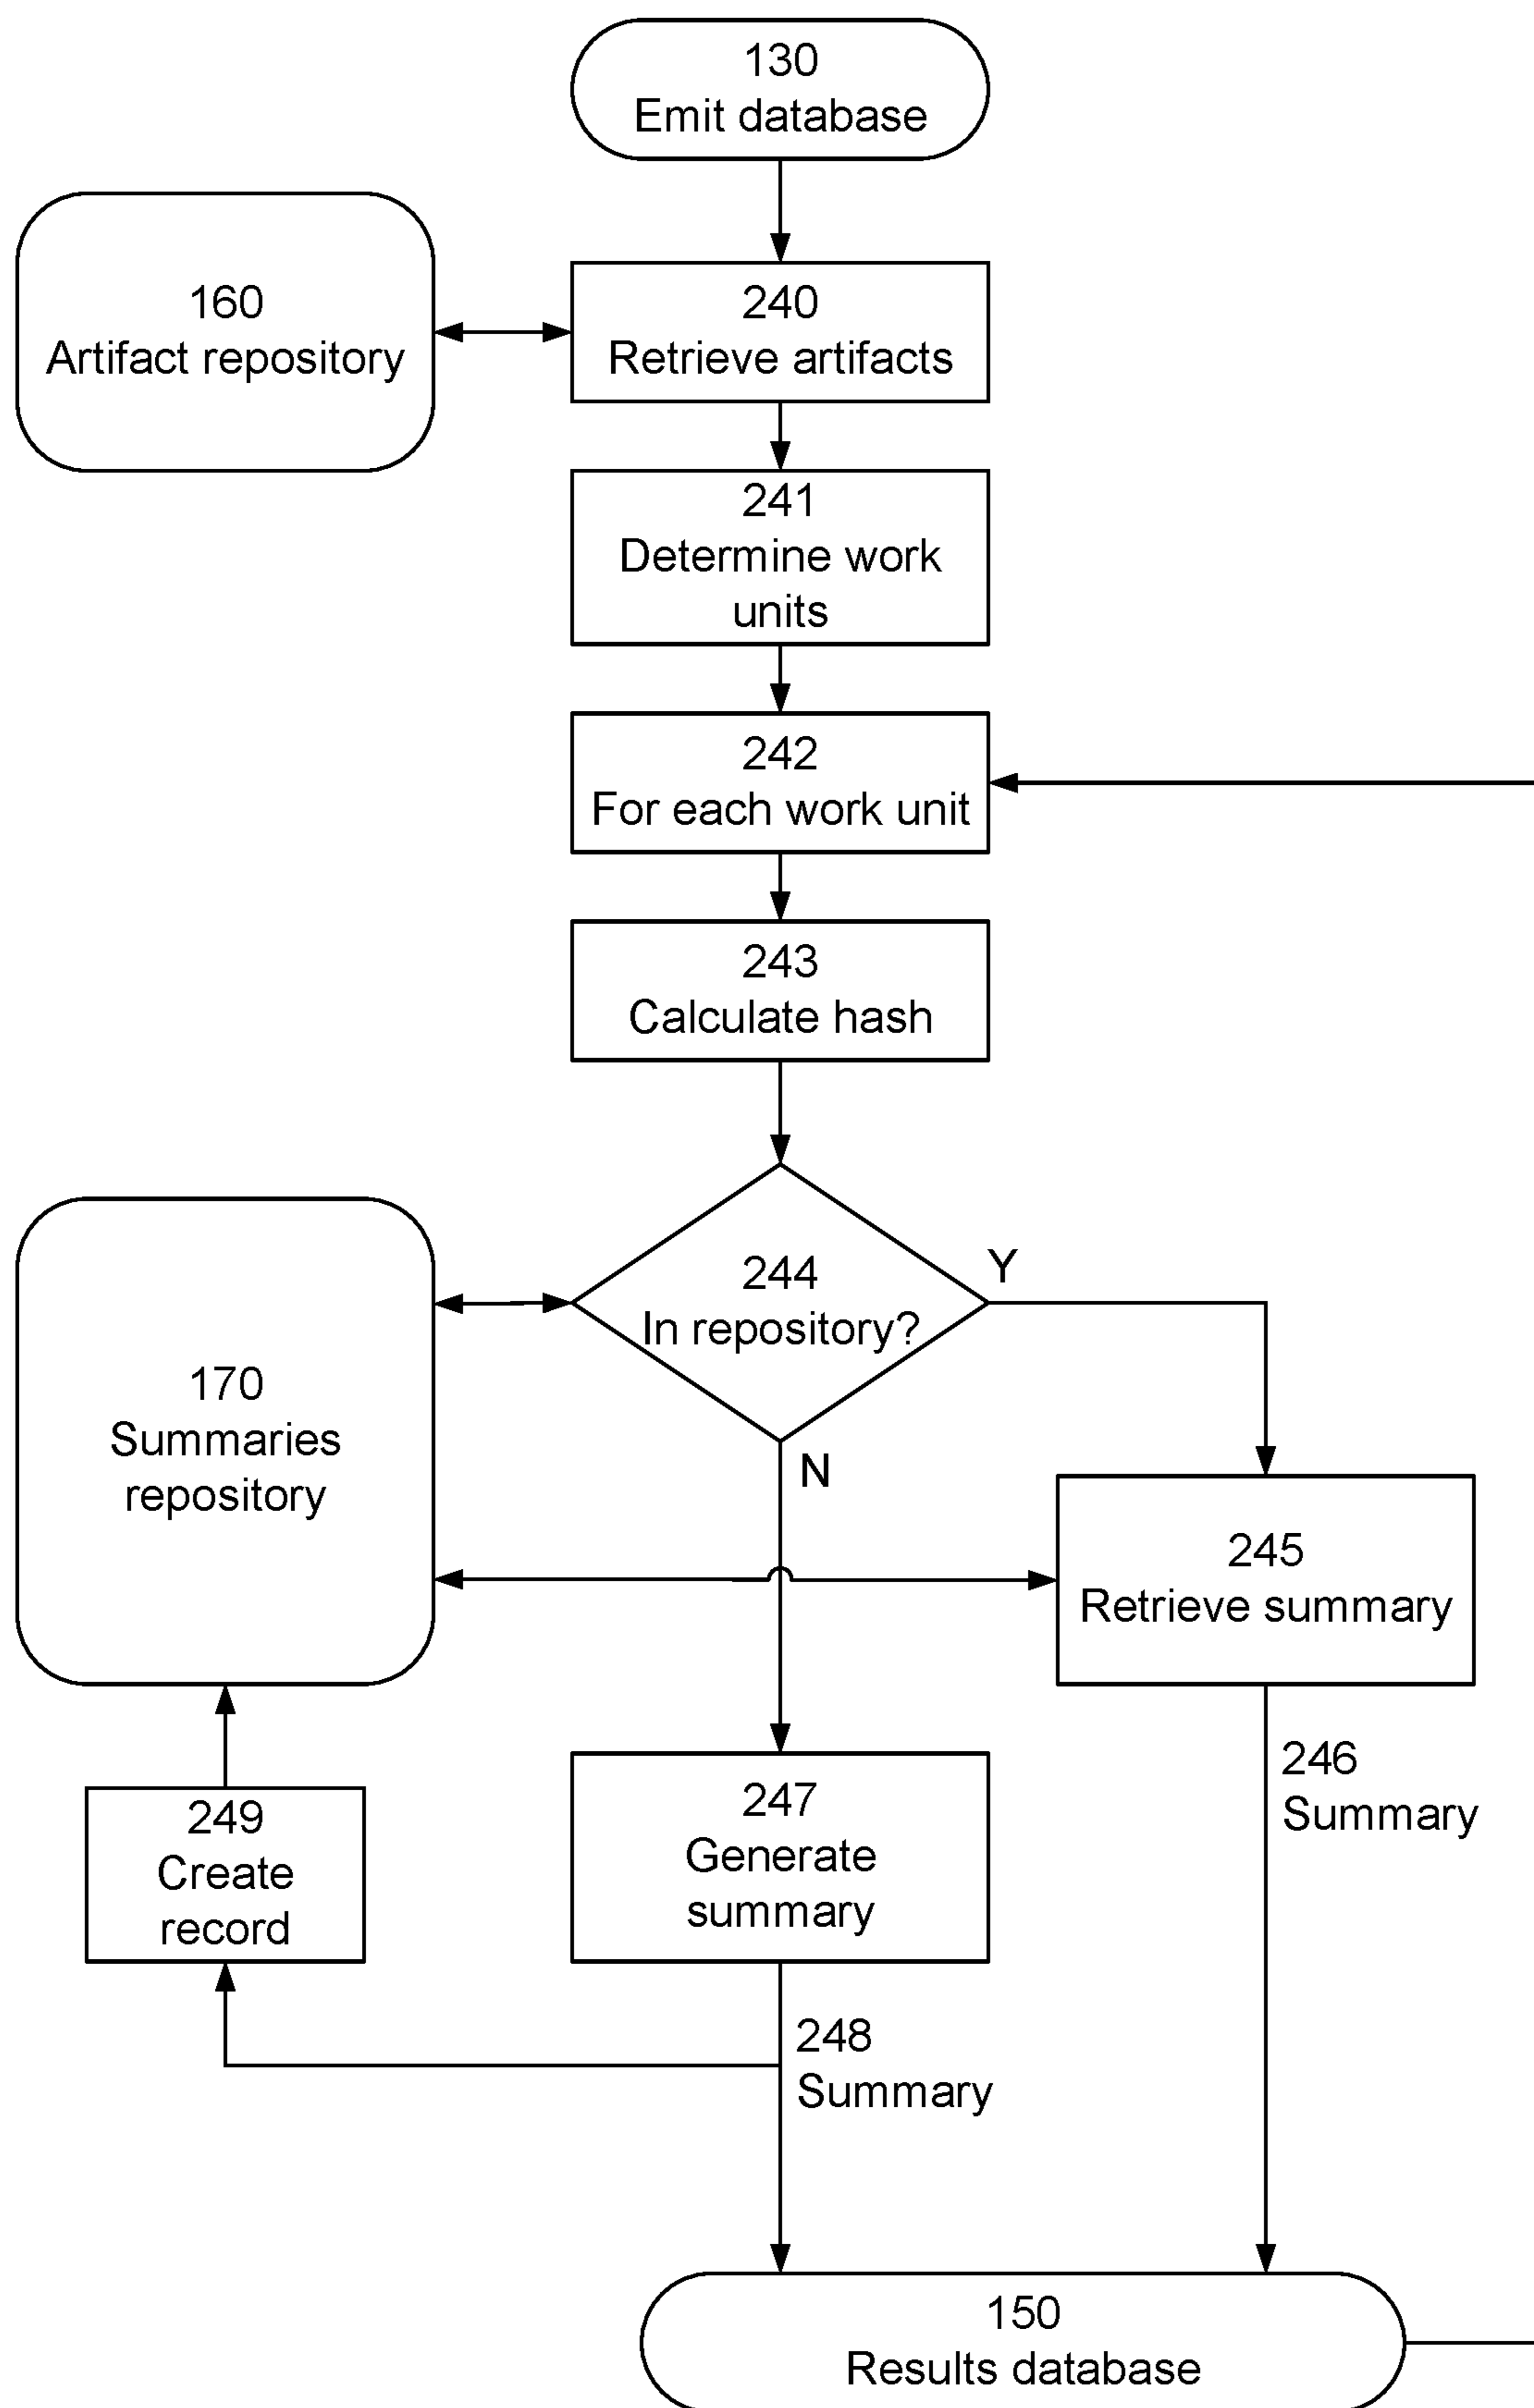 130
Emit database
160
Artifact repository
240
Retrieve artifacts
241
Determine work
units
242
For each work unit
243
Calculate hash
244
In repository?
Y
N
170
Summaries
repository
245
Retrieve summary
246
Summary
247
Generate
summary
249
Create
record
248
Summary
150
Results database